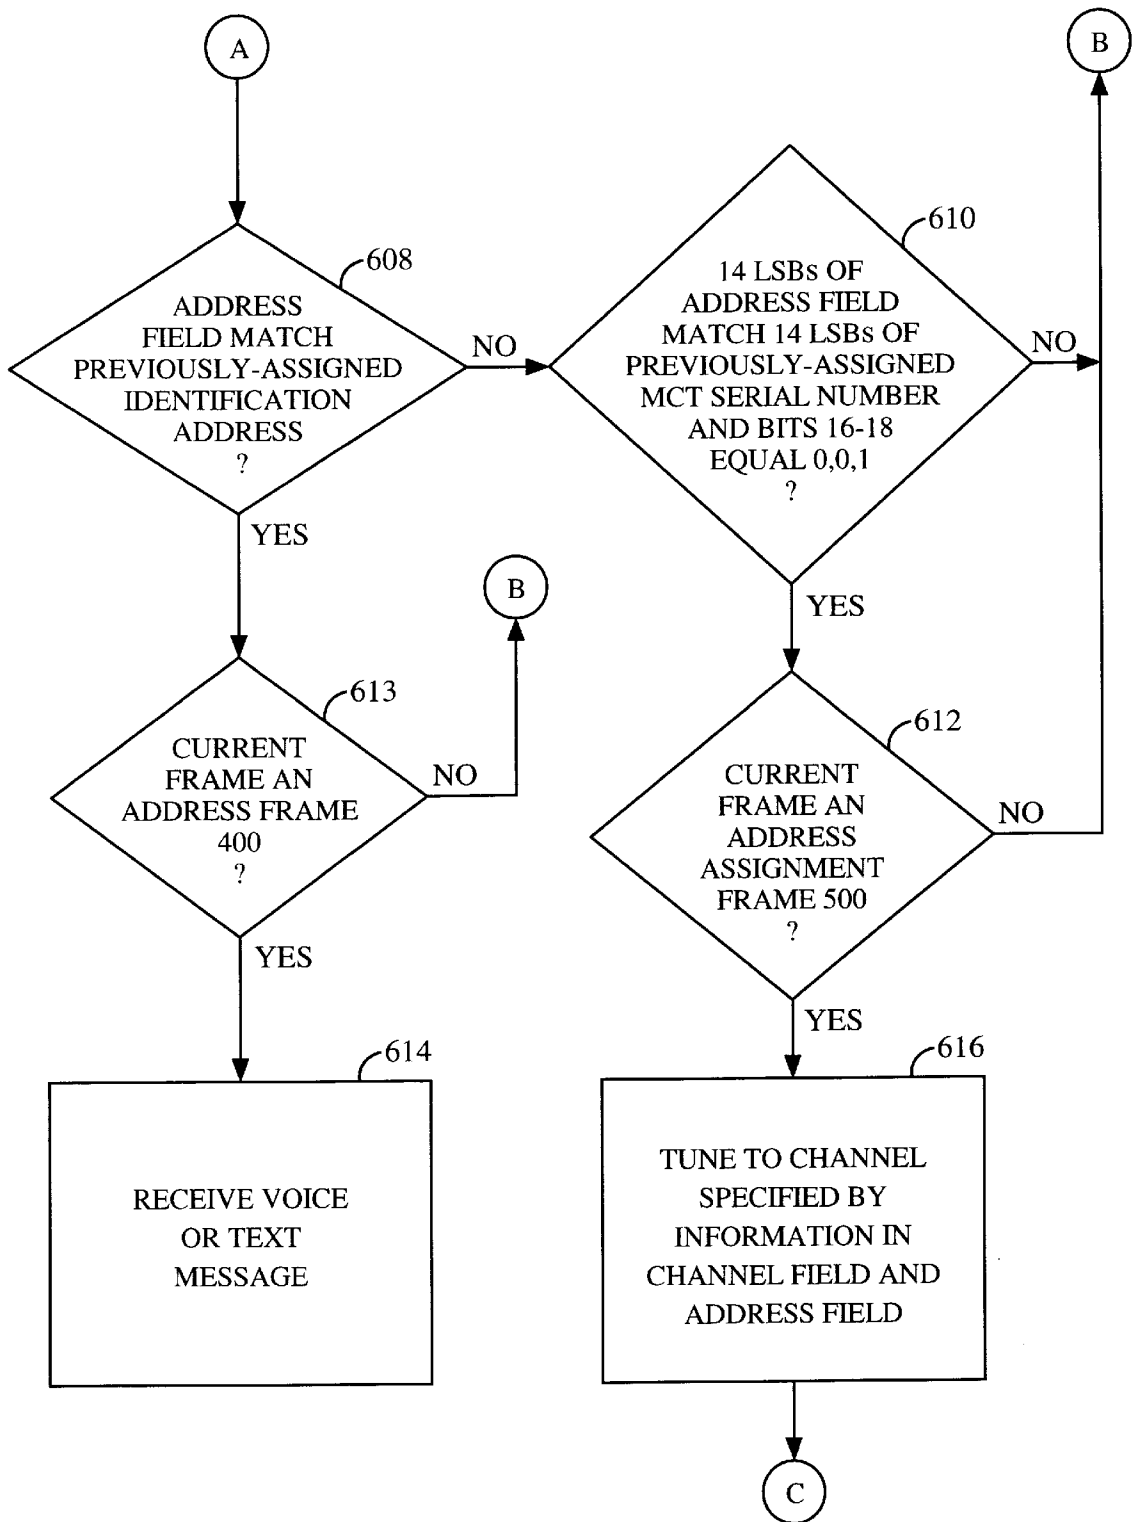 A
B
608
ADDRESS
FIELD MATCH
PREVIOUSLY-ASSIGNED
IDENTIFICATION
ADDRESS
?
NO
YES
610
14 LSBs OF
ADDRESS FIELD
MATCH 14 LSBs OF
PREVIOUSLY-ASSIGNED
MCT SERIAL NUMBER
AND BITS 16-18
EQUAL 0,0,1
?
NO
YES
B
613
CURRENT
FRAME AN
ADDRESS FRAME
400
?
NO
YES
612
CURRENT
FRAME AN
ADDRESS
ASSIGNMENT
FRAME 500
?
NO
YES
614
RECEIVE VOICE
OR TEXT
MESSAGE
616
TUNE TO CHANNEL
SPECIFIED BY
INFORMATION IN
CHANNEL FIELD AND
ADDRESS FIELD
C